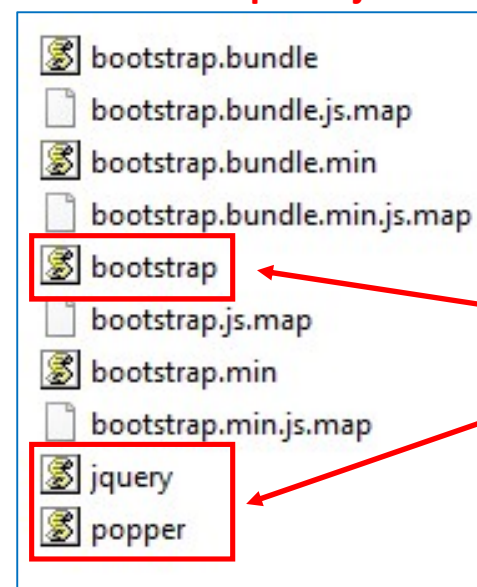 bootstrap.bundle
bootstrap.bundle.js.map
bootstrap.bundle.min
bootstrap.bundle.min.js.map
bootstrap
bootstrap.js.map
bootstrap.min
bootstrap.min.js.map
jquery
popper